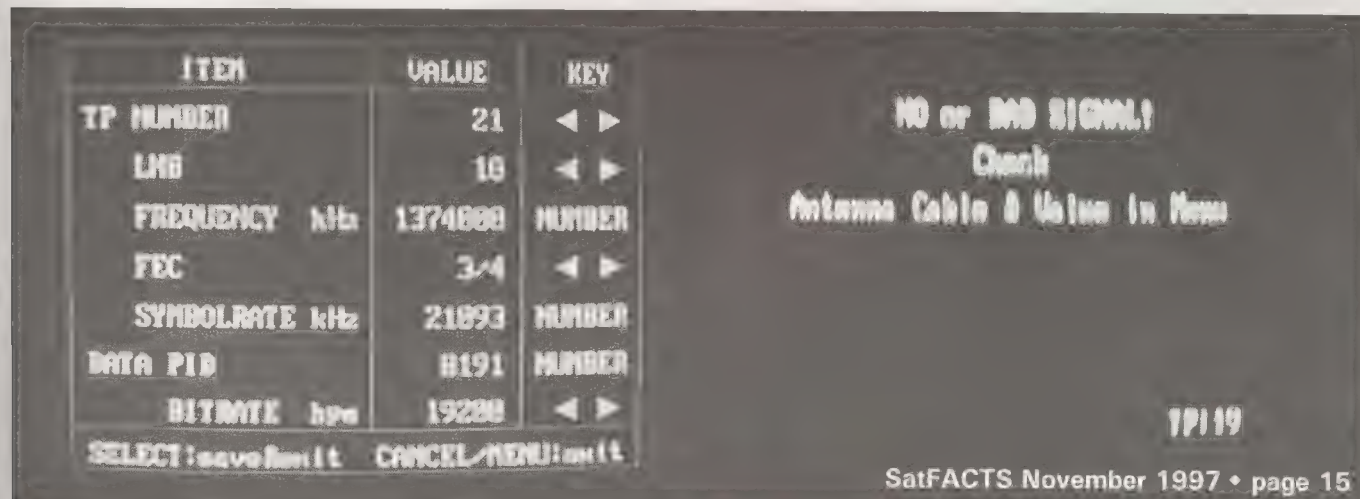 ITEM VALUE KEY
TP NUMBER 21 ◄ ►
LNB 10 ◄ ►
FREQUENCY kHz 1374000 NUMBER
FEC 3/4 ◄ ►
SYMBOLRATE kHz 21093 NUMBER
DATA PID 8191 NUMBER
BITRATE 19200 ◄ ►
SELECT:save&exit CANCEL/MENU:exit
NO or BAD SIGNAL!
Check
Antenna Cable & Value in Menu
SatFACTS November 1997 • page 15